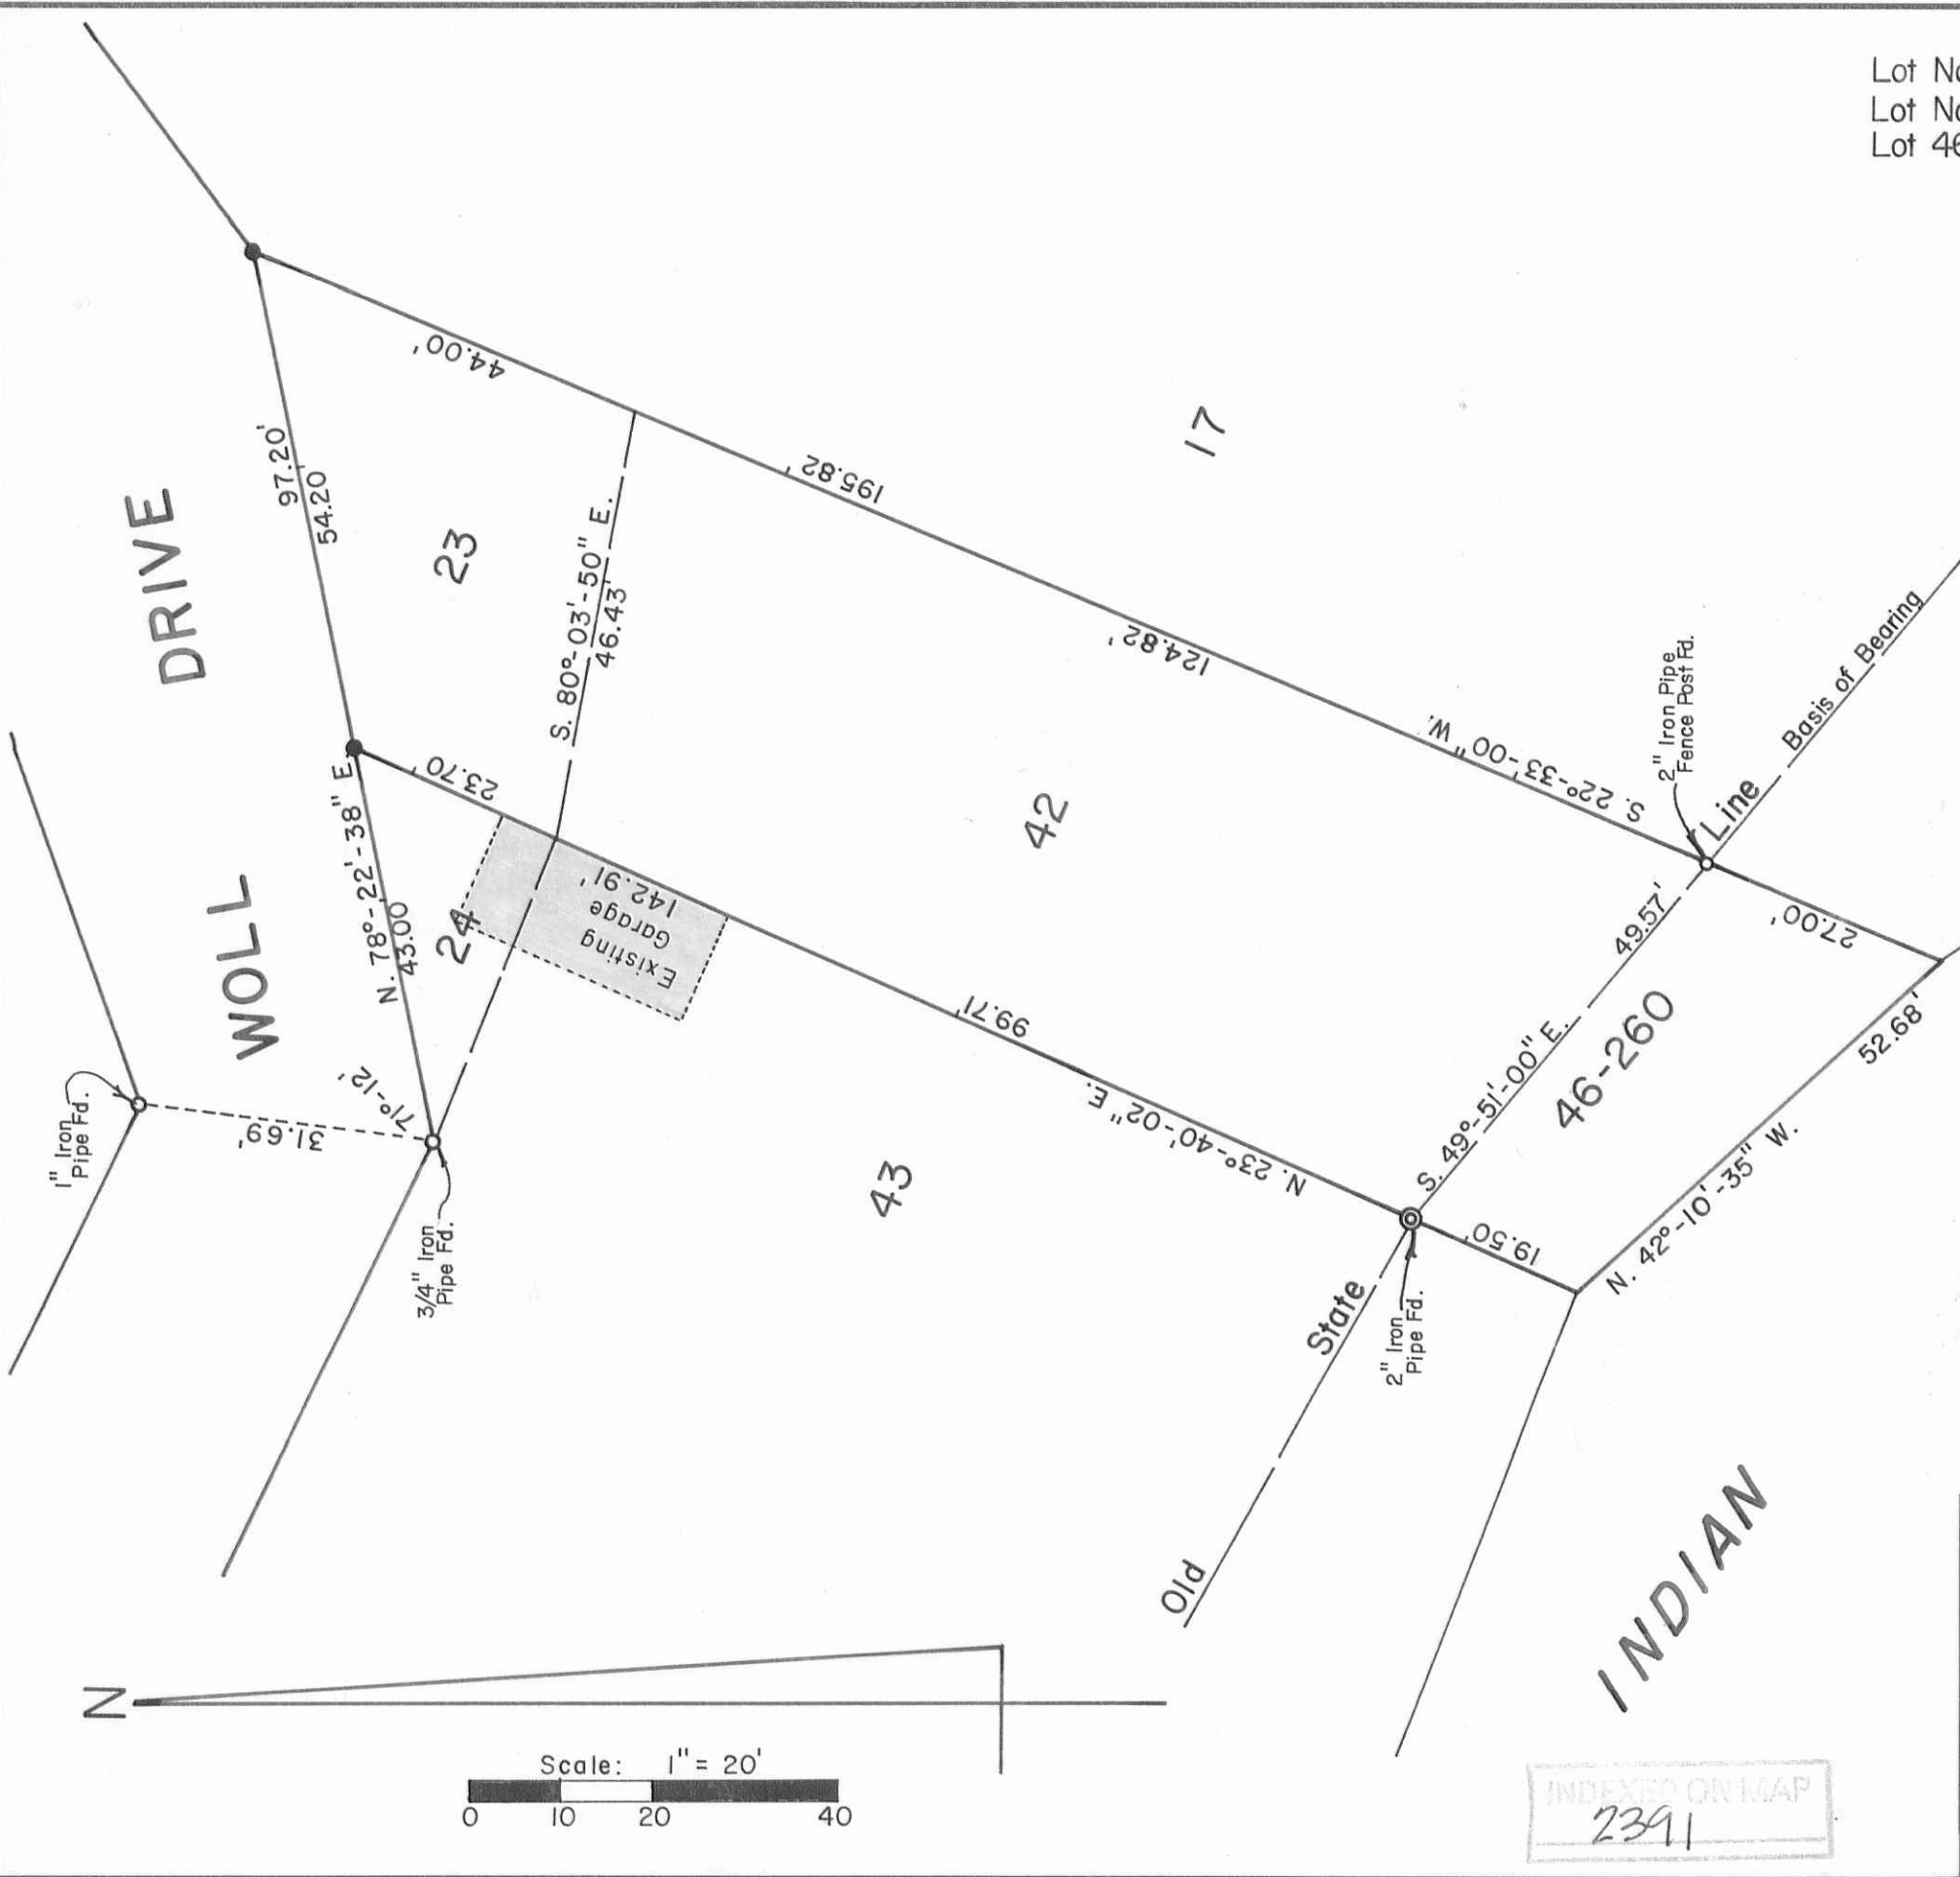 Lot
Lot
Lot 46
WOLL DRIVE
97.20'
54.20'
N. 78°-22'-38" E.
43.00'
44.00'
195.82'
124.82'
S. 22°-33'-00" W.
27.00'
23
S. 80°-03'-50" E.
46.43'
17
23.70'
24
142.91'
Existing
Garage
99.71'
N. 23°-40'-02" E.
19.50'
42
43
1" Iron
Pipe Fd.
31.69'
71°-12'
3/4" Iron
Pipe Fd.
2" Iron Pipe
Fence Post Fd.
Basis of Bearing
Old State Line
49.57'
S. 49°-51'-00" E.
46-260
52.68'
N. 42°-10'-35" W.
2" Iron
Pipe Fd.
INDIAN
N
Scale: 1" = 20'
0 10 20 40
INDEXED ON MAP
2391